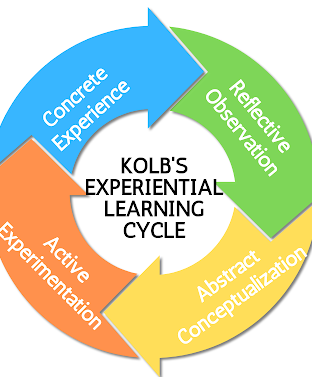 Concrete
Experience
Reflective
Observation
KOLB'S
EXPERIENTIAL
LEARNING
CYCLE
Abstract
Conceptualization
Active
Experimentation